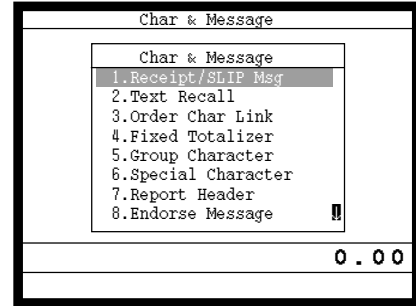 Char & Message
Char & Message
1.Receipt/SLIP Msg
2.Text Recall
3.Order Char Link
4.Fixed Totalizer
5.Group Character
6.Special Character
7.Report Header
8.Endorse Message
0.00